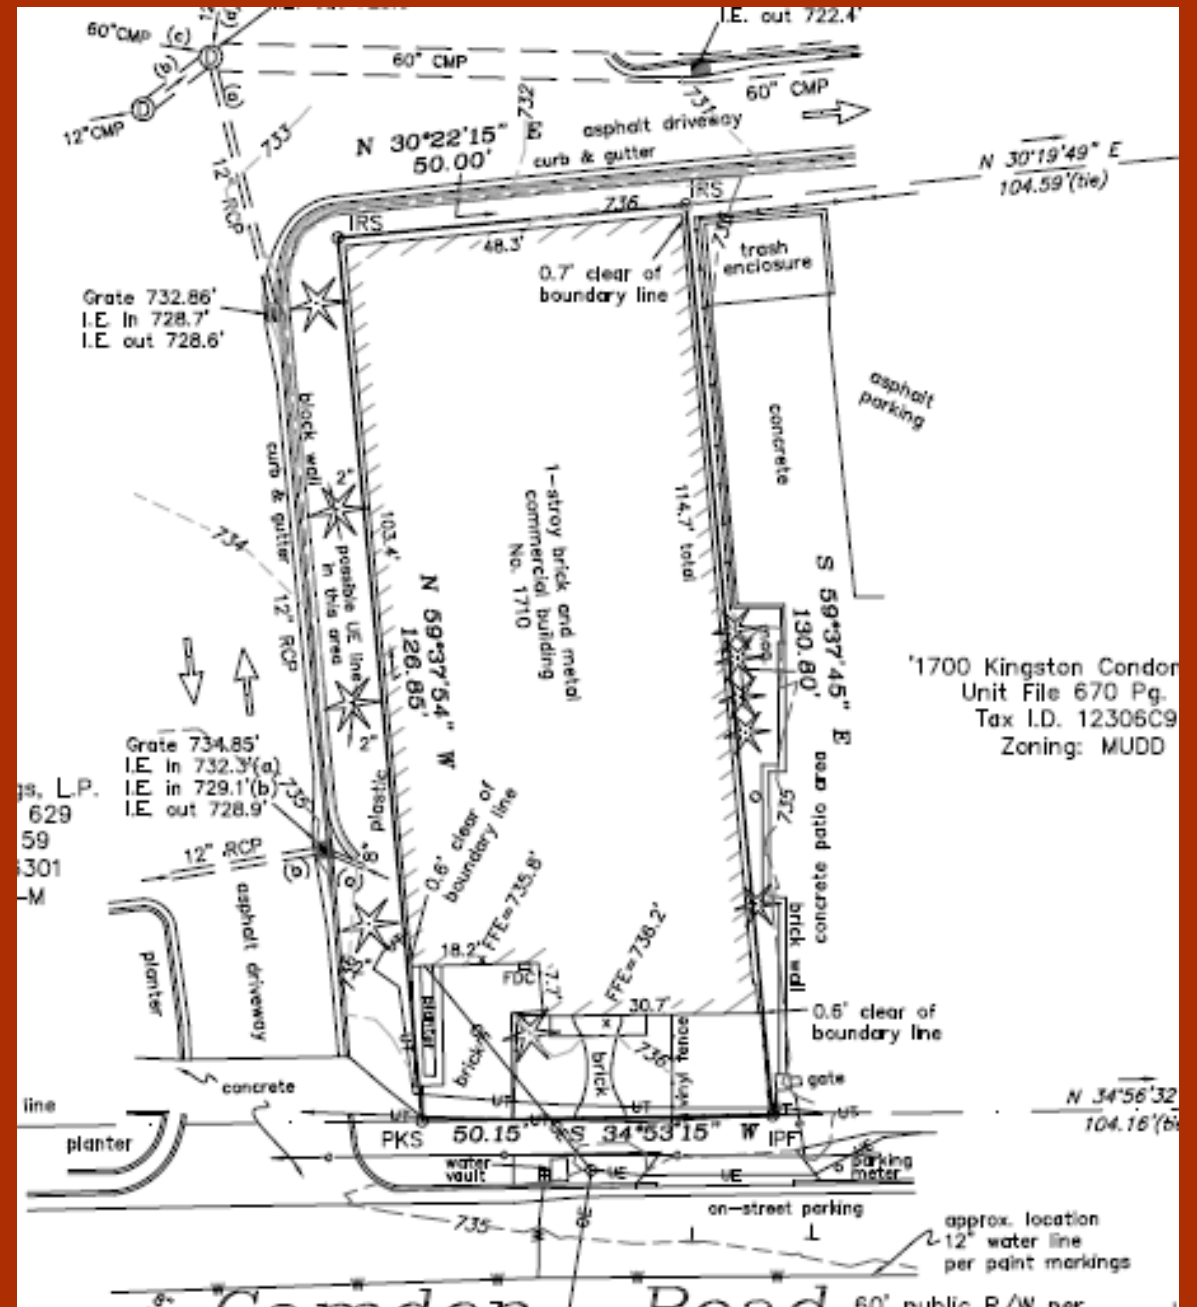 I.E. out 722.4'
60" CMP (c)
(a)
60" CMP
(b)
(a)
60" CMP
12"CMP
733
732
731
asphalt driveway
N 30°22'15" E
50.00'
curb & gutter
N 30°19'49" E
104.59'(tie)
12" RCP
IRS
IRS
736
48.3'
0.7' clear of
boundary line
trash
enclosure
Grate 732.86'
I.E. In 728.7'
I.E. out 728.6'
asphalt
parking
block wall
concrete
curb & gutter
2"
734
103.4'
1-stroy brick and metal
commercial building
No. 1710
114.7' total
possible UE line
in this area
12" RCP
N 59°37'54" W
126.85'
S 59°37'45" E
130.80'
'1700 Kingston Condon
Unit File 670 Pg.
Tax I.D. 12306C9
Zoning: MUDD
2"
Grate 734.85'
I.E. in 732.3'(a)
I.E. in 729.1'(b)
I.E. out 728.9'
735
plastic
8"
gs, L.P.
629
59
301
-M
0.6' clear of
boundary line
735
concrete patio area
12" RCP
(a)
asphalt driveway
brick wall
planter
18.2'
FFE=735.8'
FDC
7.7'
FFE=736.2'
30.7'
0.6' clear of
boundary line
planter
brick
brick
736
vinyl fence
gate
concrete
line
UT
UT
N 34°56'32
104.16'(tie
planter
PKS
50.15'
S 34°53'15" W
IPF
water
vault
UE
UE
parking
meter
on-street parking
735
approx. location
12" water line
per paint markings
W
W
W
W
W
Camden Road
60' public R/W per